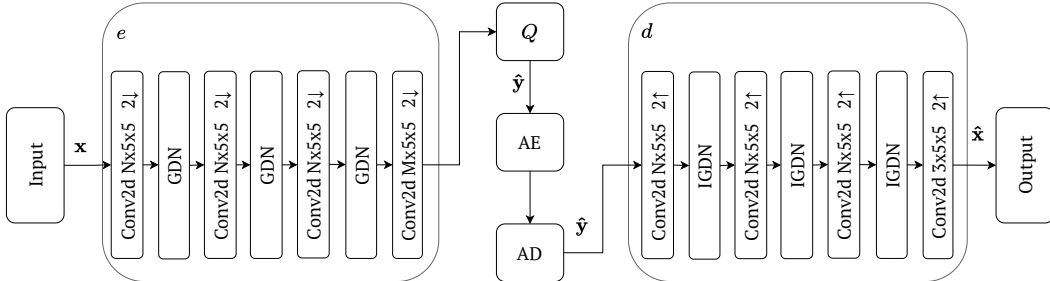 e
Input
x
Conv2d Nx5x5 2↓
GDN
Conv2d Nx5x5 2↓
GDN
Conv2d Nx5x5 2↓
GDN
Conv2d Mx5x5 2↓
Q
ŷ
AE
AD
ŷ
d
Conv2d Nx5x5 2↑
IGDN
Conv2d Nx5x5 2↑
IGDN
Conv2d Nx5x5 2↑
IGDN
Conv2d 3x5x5 2↑
x̂
Output